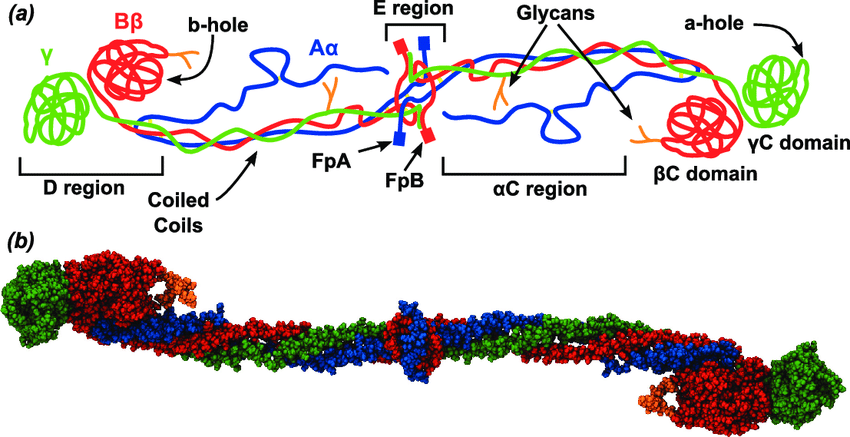 (a)
E region
Glycans
a-hole
Bβ
b-hole
Aα
γ
D region
Coiled
Coils
FpA
FpB
αC region
γC domain
βC domain
(b)